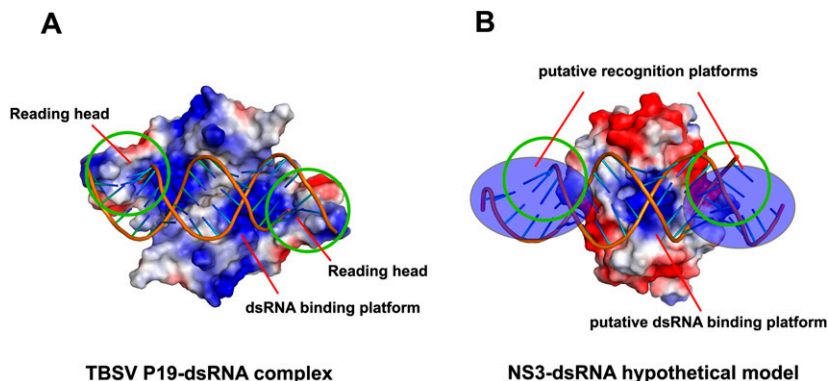 A
Reading head
Reading head
dsRNA binding platform
TBSV P19-dsRNA complex
B
putative recognition platforms
putative dsRNA binding platform
NS3-dsRNA hypothetical model